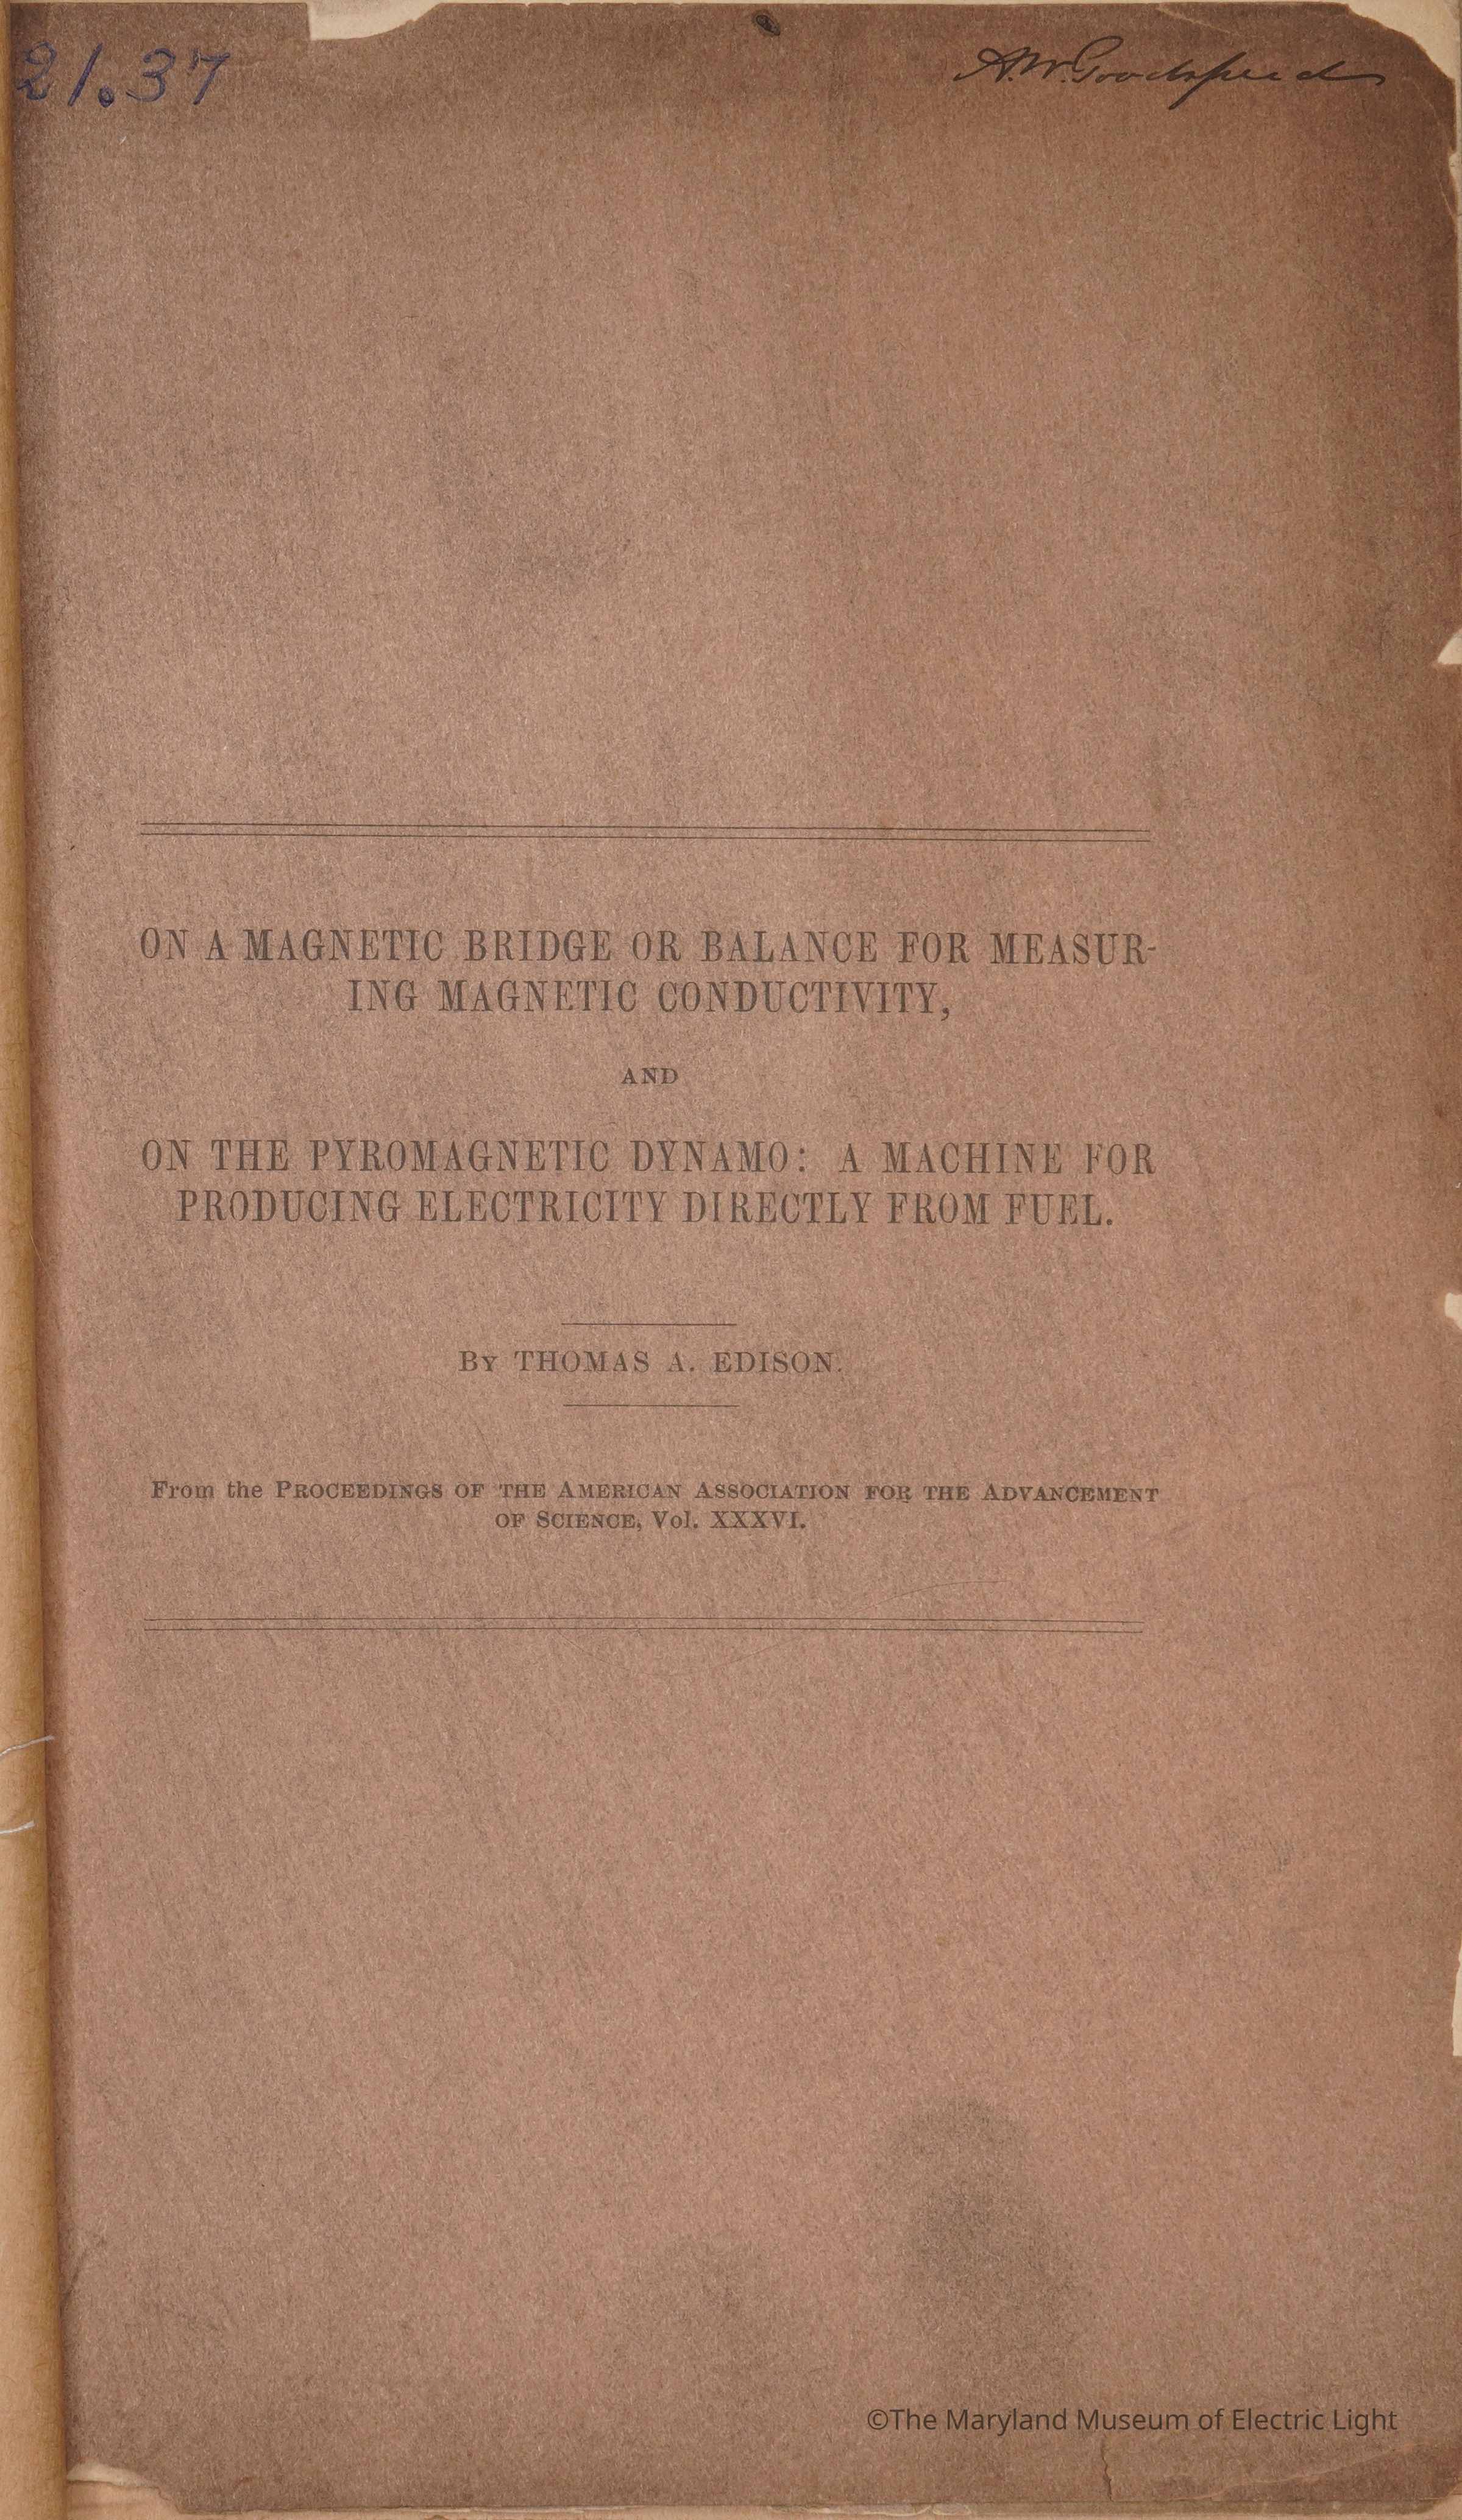 21.37
A.W. Goodspeed
ON A MAGNETIC BRIDGE OR BALANCE FOR MEASUR-
ING MAGNETIC CONDUCTIVITY,
AND
ON THE PYROMAGNETIC DYNAMO: A MACHINE FOR
PRODUCING ELECTRICITY DIRECTLY FROM FUEL.
BY THOMAS A. EDISON.
From the PROCEEDINGS OF THE AMERICAN ASSOCIATION FOR THE ADVANCEMENT
OF SCIENCE, Vol. XXXVI.
©The Maryland Museum of Electric Light